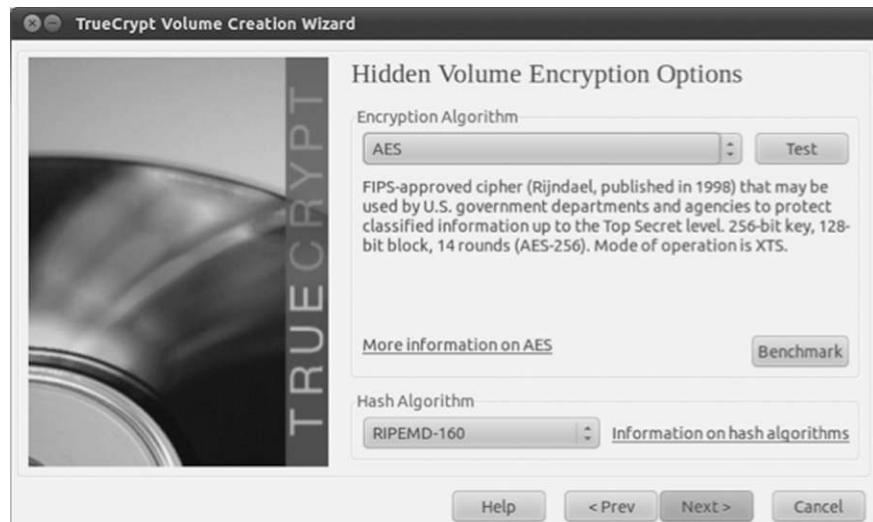 TrueCrypt Volume Creation Wizard
TRUECRYPT
Hidden Volume Encryption Options
Encryption Algorithm
AES
Test
FIPS-approved cipher (Rijndael, published in 1998) that may be
used by U.S. government departments and agencies to protect
classified information up to the Top Secret level. 256-bit key, 128-
bit block, 14 rounds (AES-256). Mode of operation is XTS.
More information on AES
Benchmark
Hash Algorithm
RIPEMD-160
Information on hash algorithms
Help
< Prev
Next >
Cancel